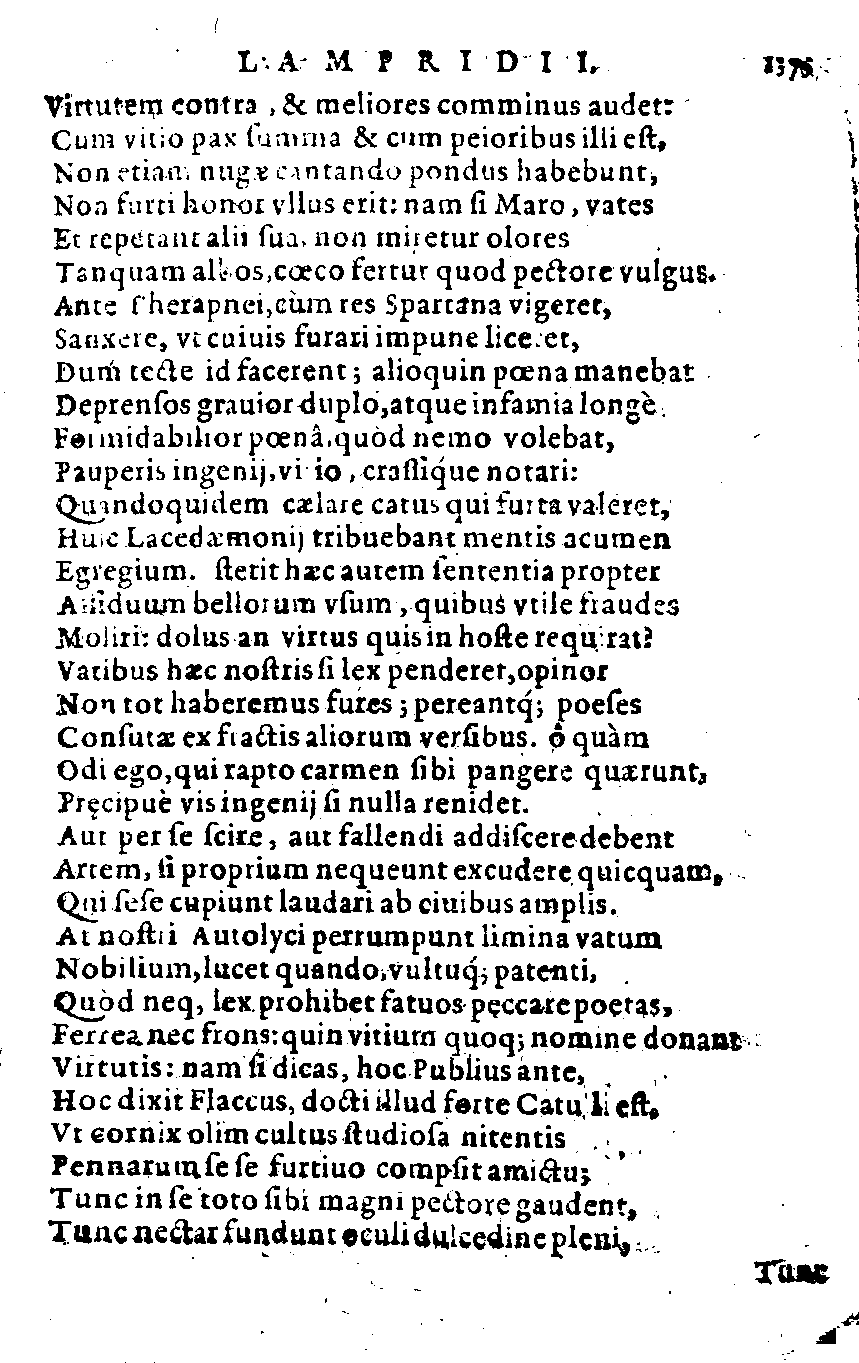 LAMPRIDII. 1375
Virtutem contra, & meliores comminus audet:
Cum vitio pax summa & cum peioribus illi est,
Non etiam nugæ cantando pondus habebunt,
Non furti honor vllus erit: nam si Maro, vates
Et repetant alii sua, non miretur olores
Tanquam albos, cœco fertur quod pectore vulgus.
Ante Therapnei, cùm res Spartana vigeret,
Sanxere, vt cuiuis furari impune liceret,
Dum tecte id facerent; alioquin pœna manebat
Deprensos grauior duplo, atque infamia longè
Formidabilior pœnâ, quòd nemo volebat,
Pauperis ingenij, vitio, crassíque notari:
Quandoquidem cælare catus qui furta valeret,
Huic Lacedæmonij tribuebant mentis acumen
Egregium. stetit hæc autem sententia propter
Assiduum bellorum vsum, quibus vtile fraudes
Moliri: dolus an virtus quis in hoste requirat?
Vatibus hæc nostris si lex penderet, opinor
Non tot haberemus fures; pereantq́; poeses
Consutæ ex fractis aliorum versibus. ô quàm
Odi ego, qui rapto carmen sibi pangere quærunt,
Pręcipuè vis ingenij si nulla renidet.
Aut per se scire, aut fallendi addiscere debent
Artem, si proprium nequeunt excudere quicquam,
Qui sese cupiunt laudari ab ciuibus amplis.
At nostri Autolyci perrumpunt limina vatum
Nobilium, lucet quando, vultuq́; patenti,
Quòd neq, lex prohibet fatuos pęccare poetas,
Ferrea nec frons: quin vitium quoq; nomine donant
Virtutis: nam si dicas, hoc Publius ante,
Hoc dixit Flaccus, docti illud forte Catulli est,
Vt cornix olim cultus studiosa nitentis
Pennarum se se furtiuo compsit amictu;
Tunc in se toto sibi magni pectore gaudent,
Tunc nectar fundunt oculi dulcedine pleni,
Tunc